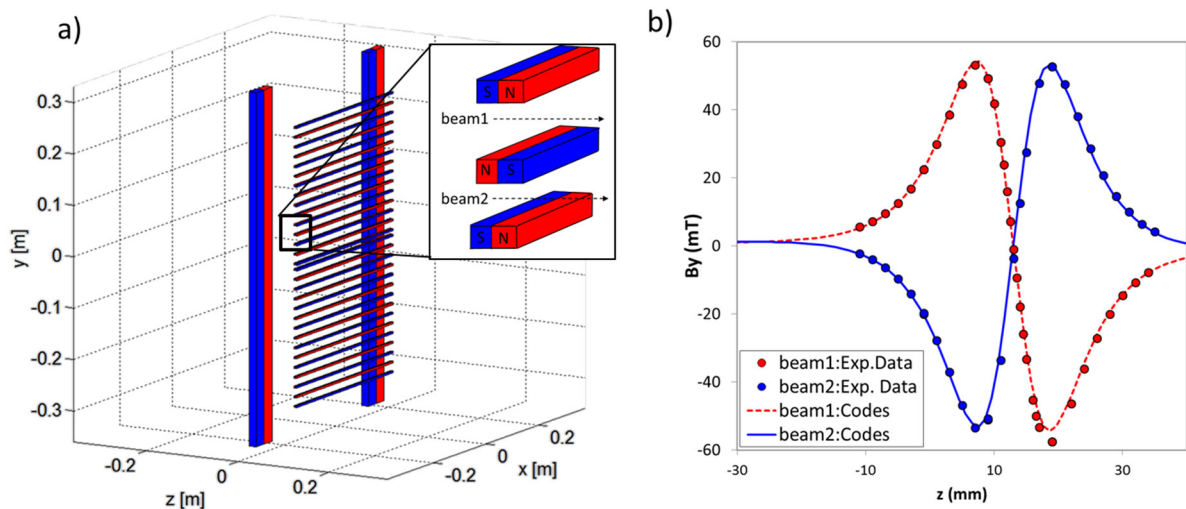 a)
0.3
0.2
0.1
0
-0.1
-0.2
-0.3
y [m]
-0.2
0
0.2
z [m]
-0.2
0
0.2
x [m]
S N
beam1
N S
beam2
S N
b)
60
40
20
0
-20
-40
-60
By (mT)
beam1:Exp.Data
beam2:Exp. Data
beam1:Codes
beam2:Codes
-30 -10 10 30
z (mm)